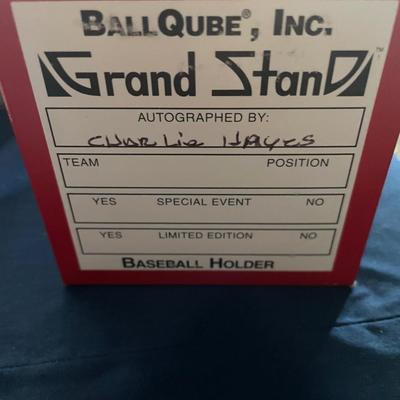 BALLQUBE®, INC.
Grand Stand™
AUTOGRAPHED BY:
Charlie Hayes
TEAM POSITION
YES SPECIAL EVENT NO
YES LIMITED EDITION NO
BASEBALL HOLDER